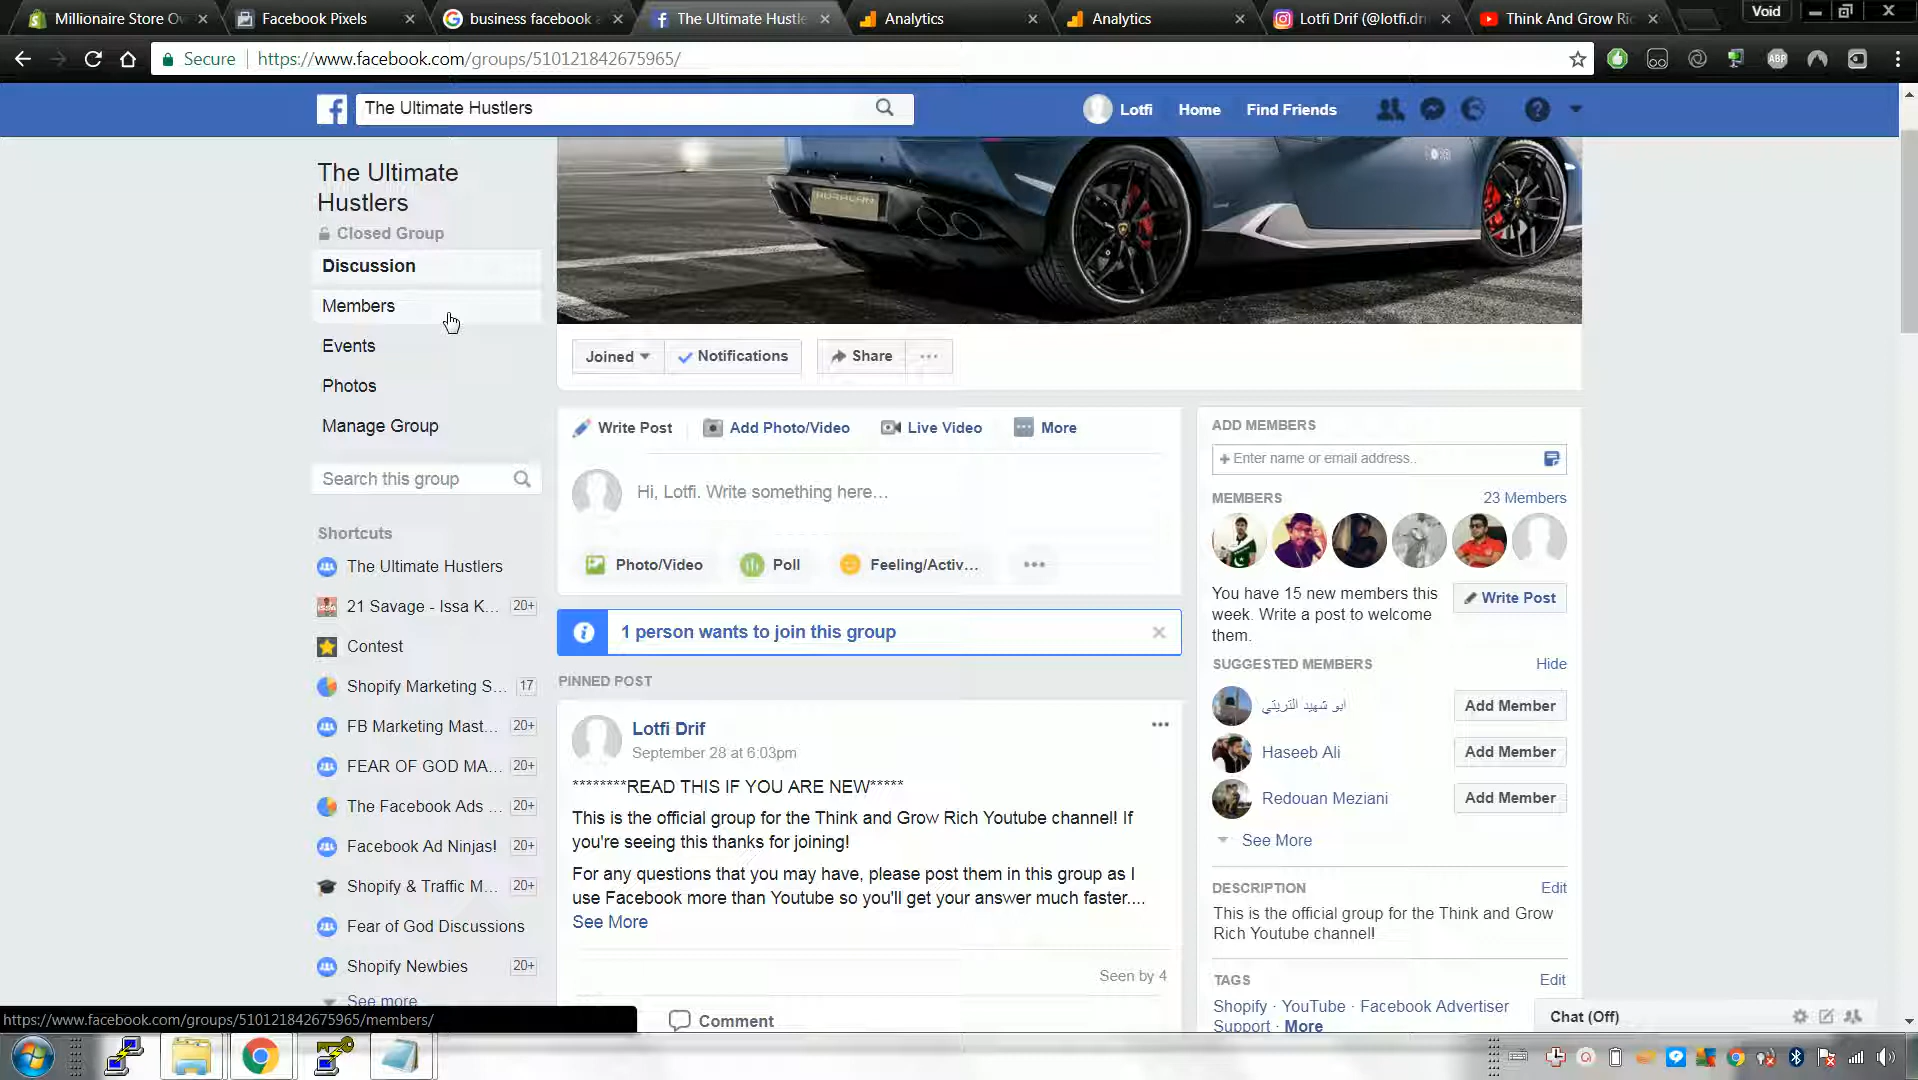 Millionaire Store Ow
Facebook Pixels
business facebook a
The Ultimate Hustle
Analytics
Analytics
Lotfi Drif (@lotfi.dri
Think And Grow Ric
Void
Secure
https://www.facebook.com/groups/510121842675965/
ABP
The Ultimate Hustlers
Lotfi
Home
Find Friends
The Ultimate
Hustlers
Closed Group
Discussion
Members
Events
Photos
Manage Group
Search this group
Shortcuts
The Ultimate Hustlers
21 Savage - Issa K... 20+
Contest
Shopify Marketing S... 17
FB Marketing Mast... 20+
FEAR OF GOD MA... 20+
The Facebook Ads ... 20+
Facebook Ad Ninjas! 20+
Shopify & Traffic M... 20+
Fear of God Discussions
Shopify Newbies 20+
See more
https://www.facebook.com/groups/510121842675965/members/
Joined
Notifications
Share
Write Post
Add Photo/Video
Live Video
More
Hi, Lotfi. Write something here...
Photo/Video
Poll
Feeling/Activ...
1 person wants to join this group
PINNED POST
Lotfi Drif
September 28 at 6:03pm
********READ THIS IF YOU ARE NEW*****
This is the official group for the Think and Grow Rich Youtube channel! If
you're seeing this thanks for joining!
For any questions that you may have, please post them in this group as I
use Facebook more than Youtube so you'll get your answer much faster....
See More
Seen by 4
Comment
ADD MEMBERS
+ Enter name or email address..
MEMBERS
23 Members
You have 15 new members this
week. Write a post to welcome
them.
Write Post
SUGGESTED MEMBERS
Hide
ابو شهيد التريتي
Add Member
Haseeb Ali
Add Member
Redouan Meziani
Add Member
See More
DESCRIPTION
Edit
This is the official group for the Think and Grow
Rich Youtube channel!
TAGS
Edit
Shopify · YouTube · Facebook Advertiser
Support · More
Chat (Off)